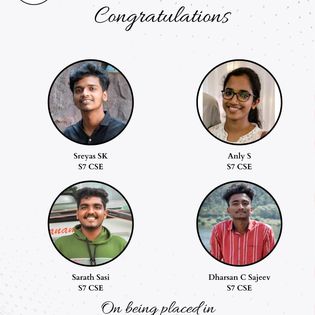 Congratulations
Sreyas SK
S7 CSE
Anly S
S7 CSE
Sarath Sasi
S7 CSE
Dharsan C Sajeev
S7 CSE
On being placed in